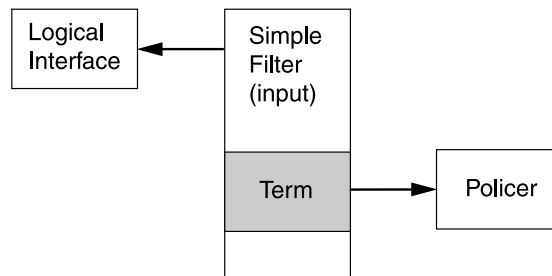 Logical
Interface
Simple
Filter
(input)
Term
Policer